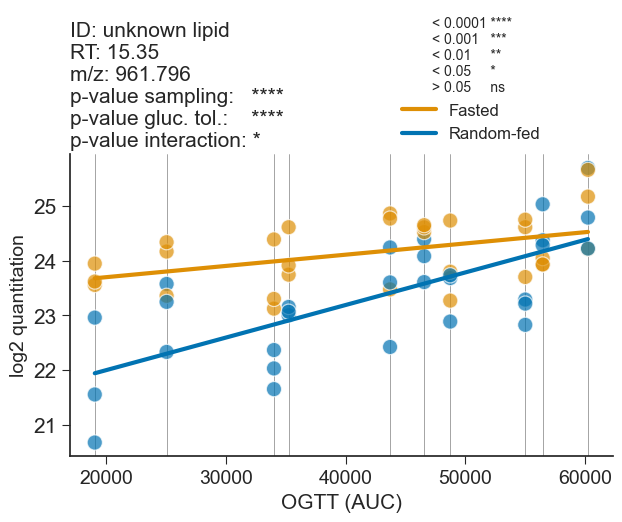 ID: unknown lipid
RT: 15.35
m/z: 961.796
p-value sampling: ****
p-value gluc. tol.: ****
p-value interaction: *
< 0.0001 ****
< 0.001 ***
< 0.01 **
< 0.05 *
> 0.05 ns
Fasted
Random-fed
log2 quantitation
25
24
23
22
21
20000 30000 40000 50000 60000
OGTT (AUC)